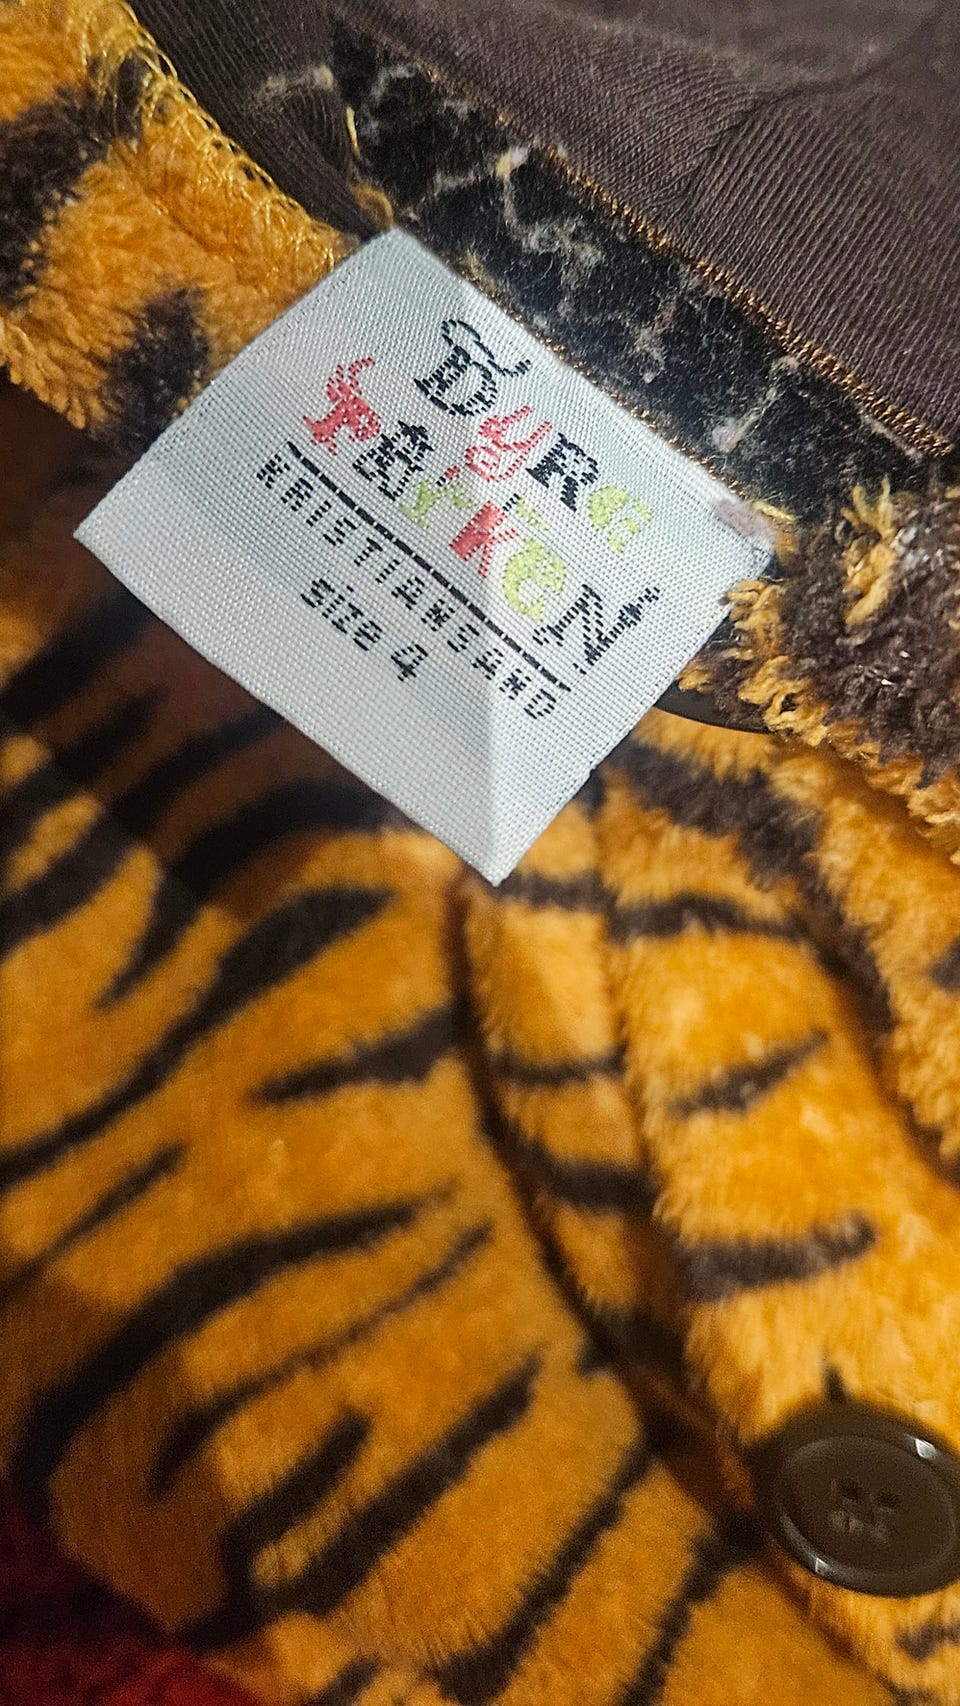 DYRE
PARKEN
KRISTIANSAND
size 4